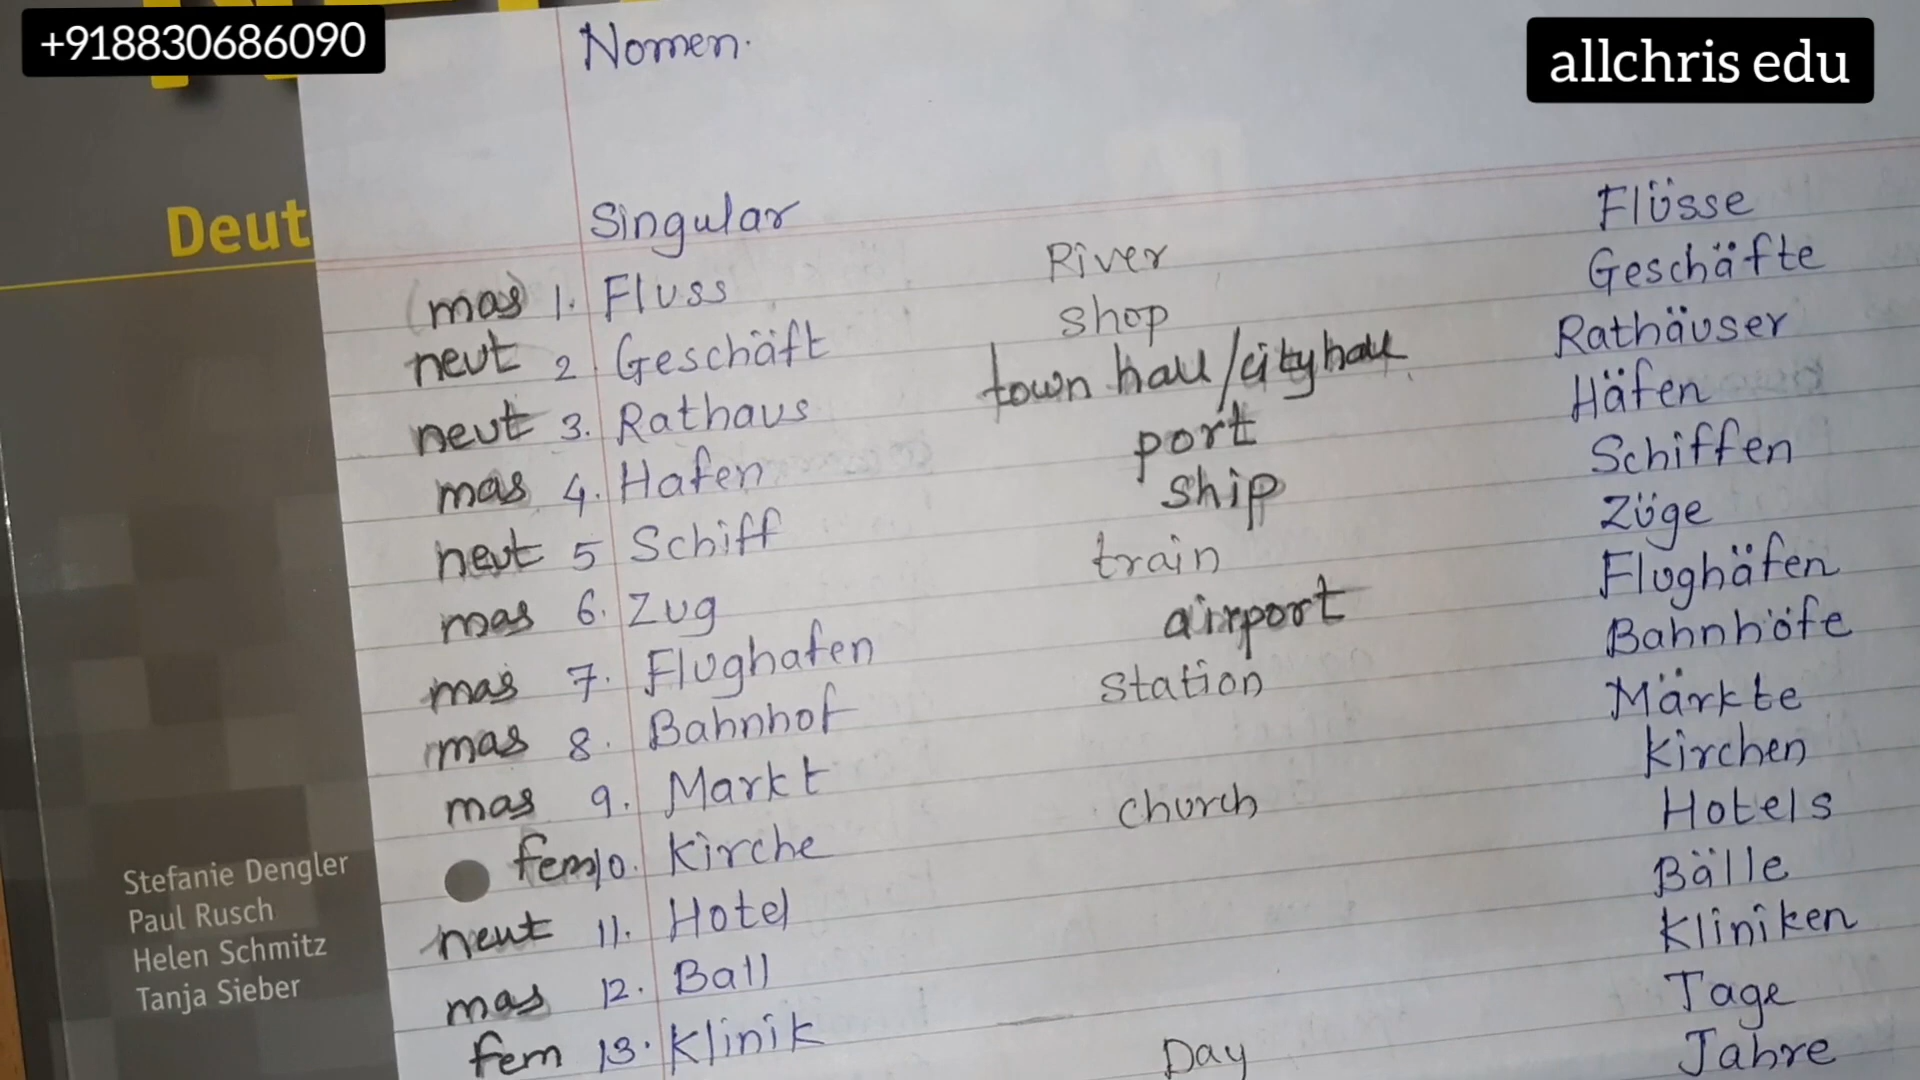 +918830686090
Nomen.
allchris edu
Deut
Singular
(mas) 1. Fluss River Flüsse
neut 2. Geschäft shop Geschäfte
neut 3. Rathaus town hall/cityhall Rathäuser
mas 4. Hafen port Häfen
neut 5 Schiff ship Schiffen
mas 6. Zug train Züge
mas 7. Flughafen airport Flughäfen
mas 8. Bahnhof station Bahnhöfe
mas 9. Markt Märkte
fem 10. Kirche church Kirchen
neut 11. Hotel Hotels
mas 12. Ball Bälle
fem 13. Klinik Kliniken
Day Tage
Jahre
Stefanie Dengler
Paul Rusch
Helen Schmitz
Tanja Sieber